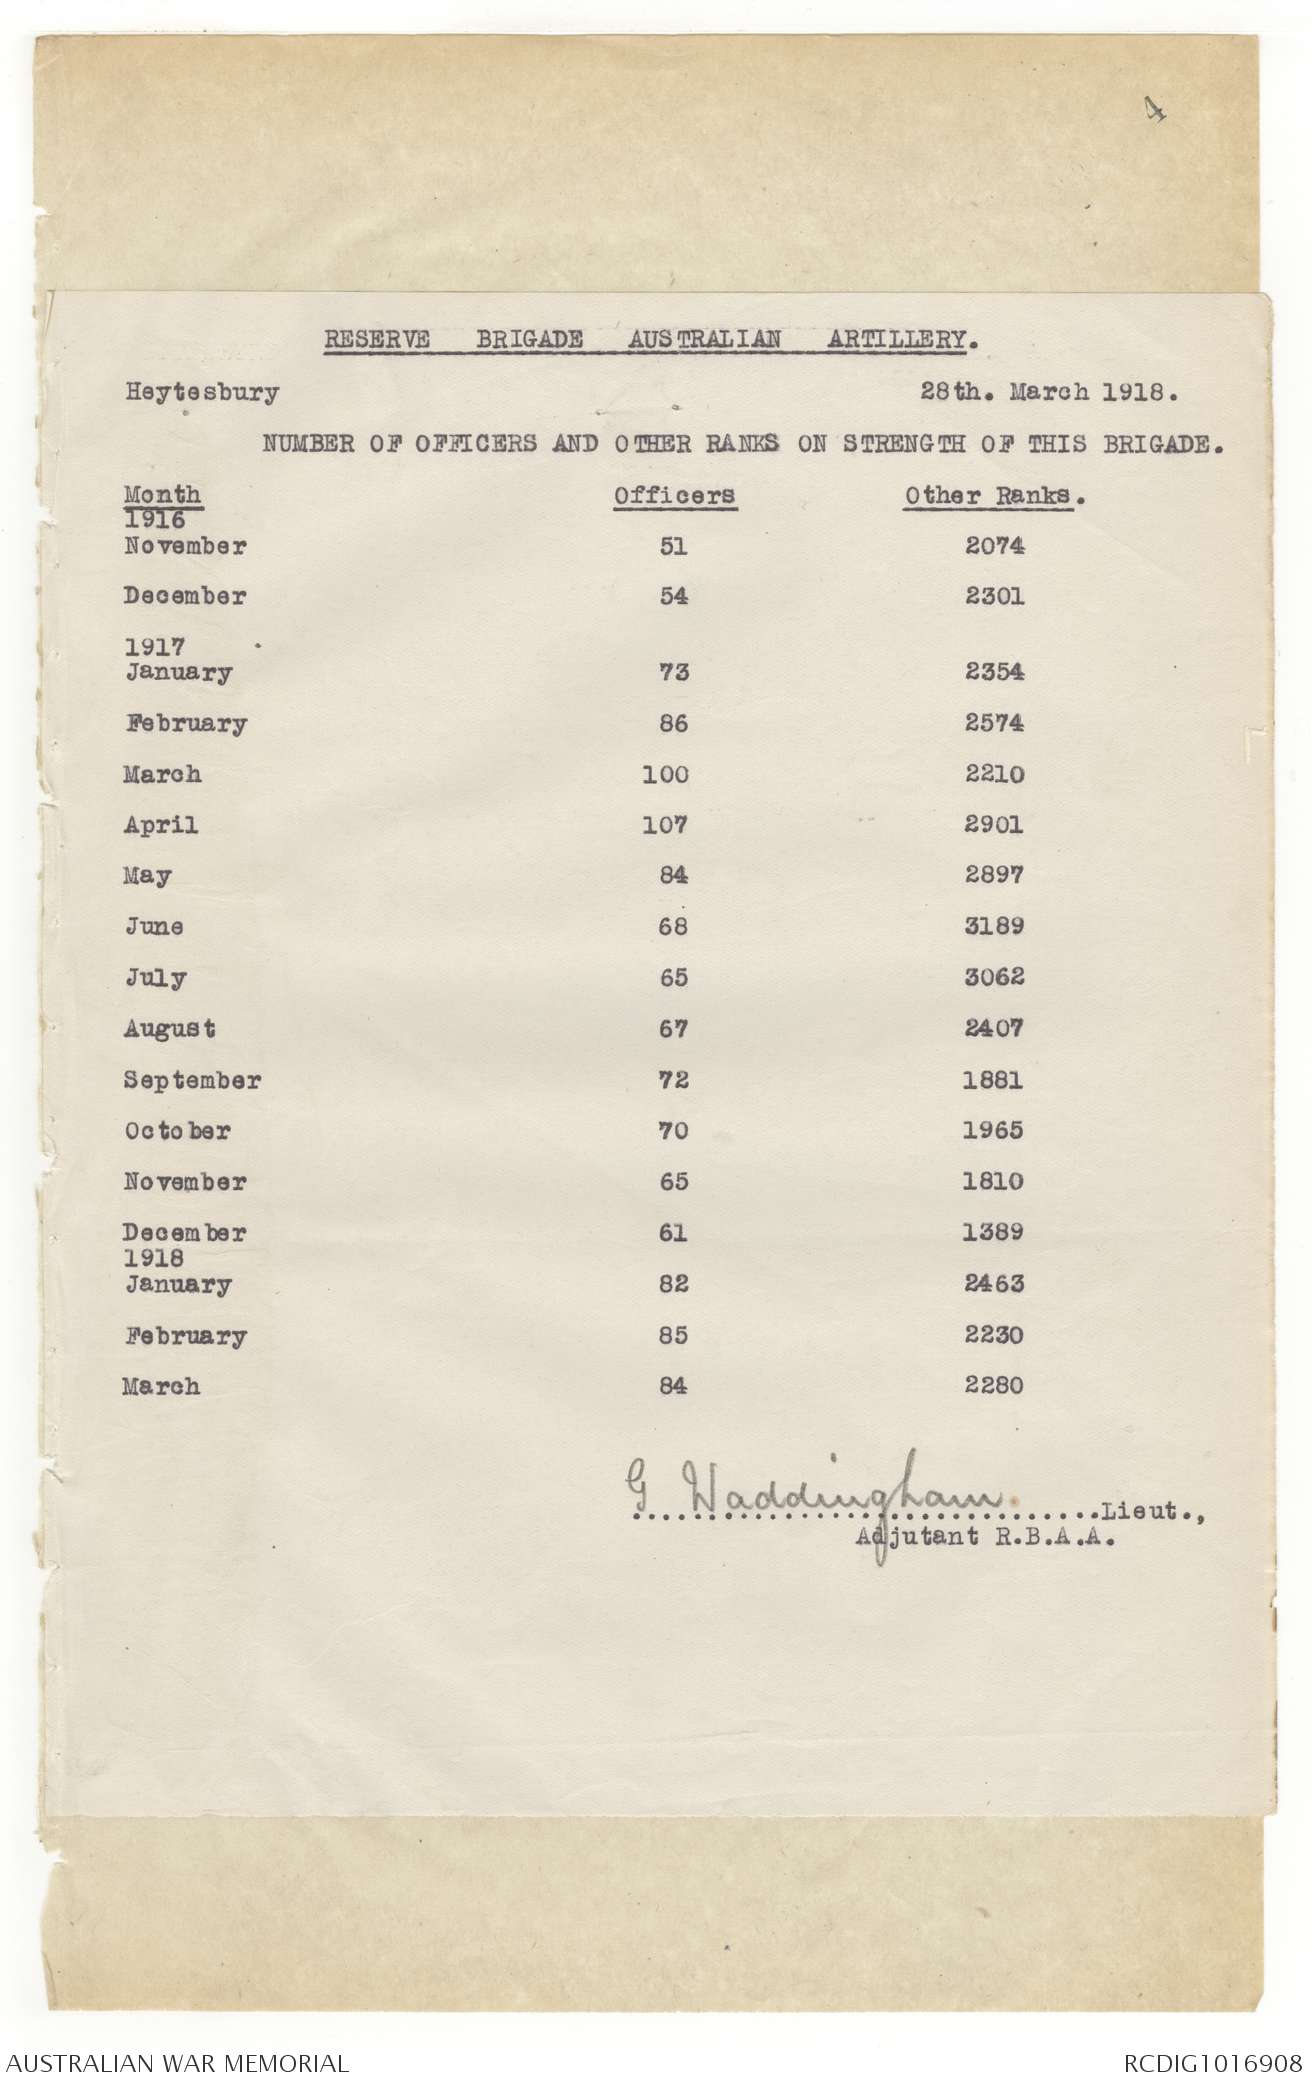 4
RESERVE BRIGADE AUSTRALIAN ARTILLERY.
Heytesbury 28th. March 1918.
NUMBER OF OFFICERS AND OTHER RANKS ON STRENGTH OF THIS BRIGADE.
Month Officers Other Ranks.
1916
November 51 2074
December 54 2301
1917
January 73 2354
February 86 2574
March 100 2210
April 107 2901
May 84 2897
June 68 3189
July 65 3062
August 67 2407
September 72 1881
October 70 1965
November 65 1810
December 61 1389
1918
January 82 2463
February 85 2230
March 84 2280
G Waddingham
...............................Lieut.,
Adjutant R.B.A.A.
AUSTRALIAN WAR MEMORIAL RCDIG1016908